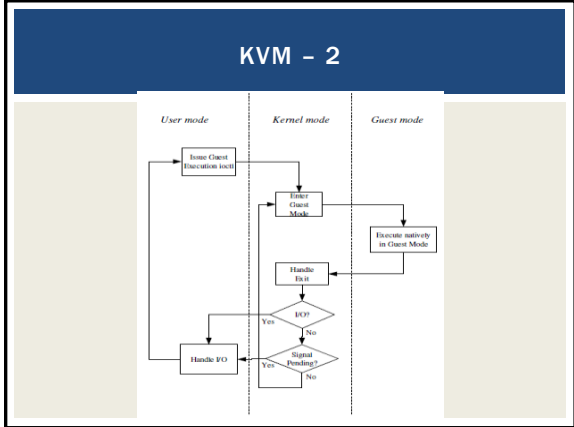 KVM – 2
User mode
Kernel mode
Guest mode
Issue Guest
Execution ioctl
Enter
Guest
Mode
Execute natively
in Guest Mode
Handle
Exit
I/O?
Yes
No
Handle I/O
Signal
Pending?
Yes
No